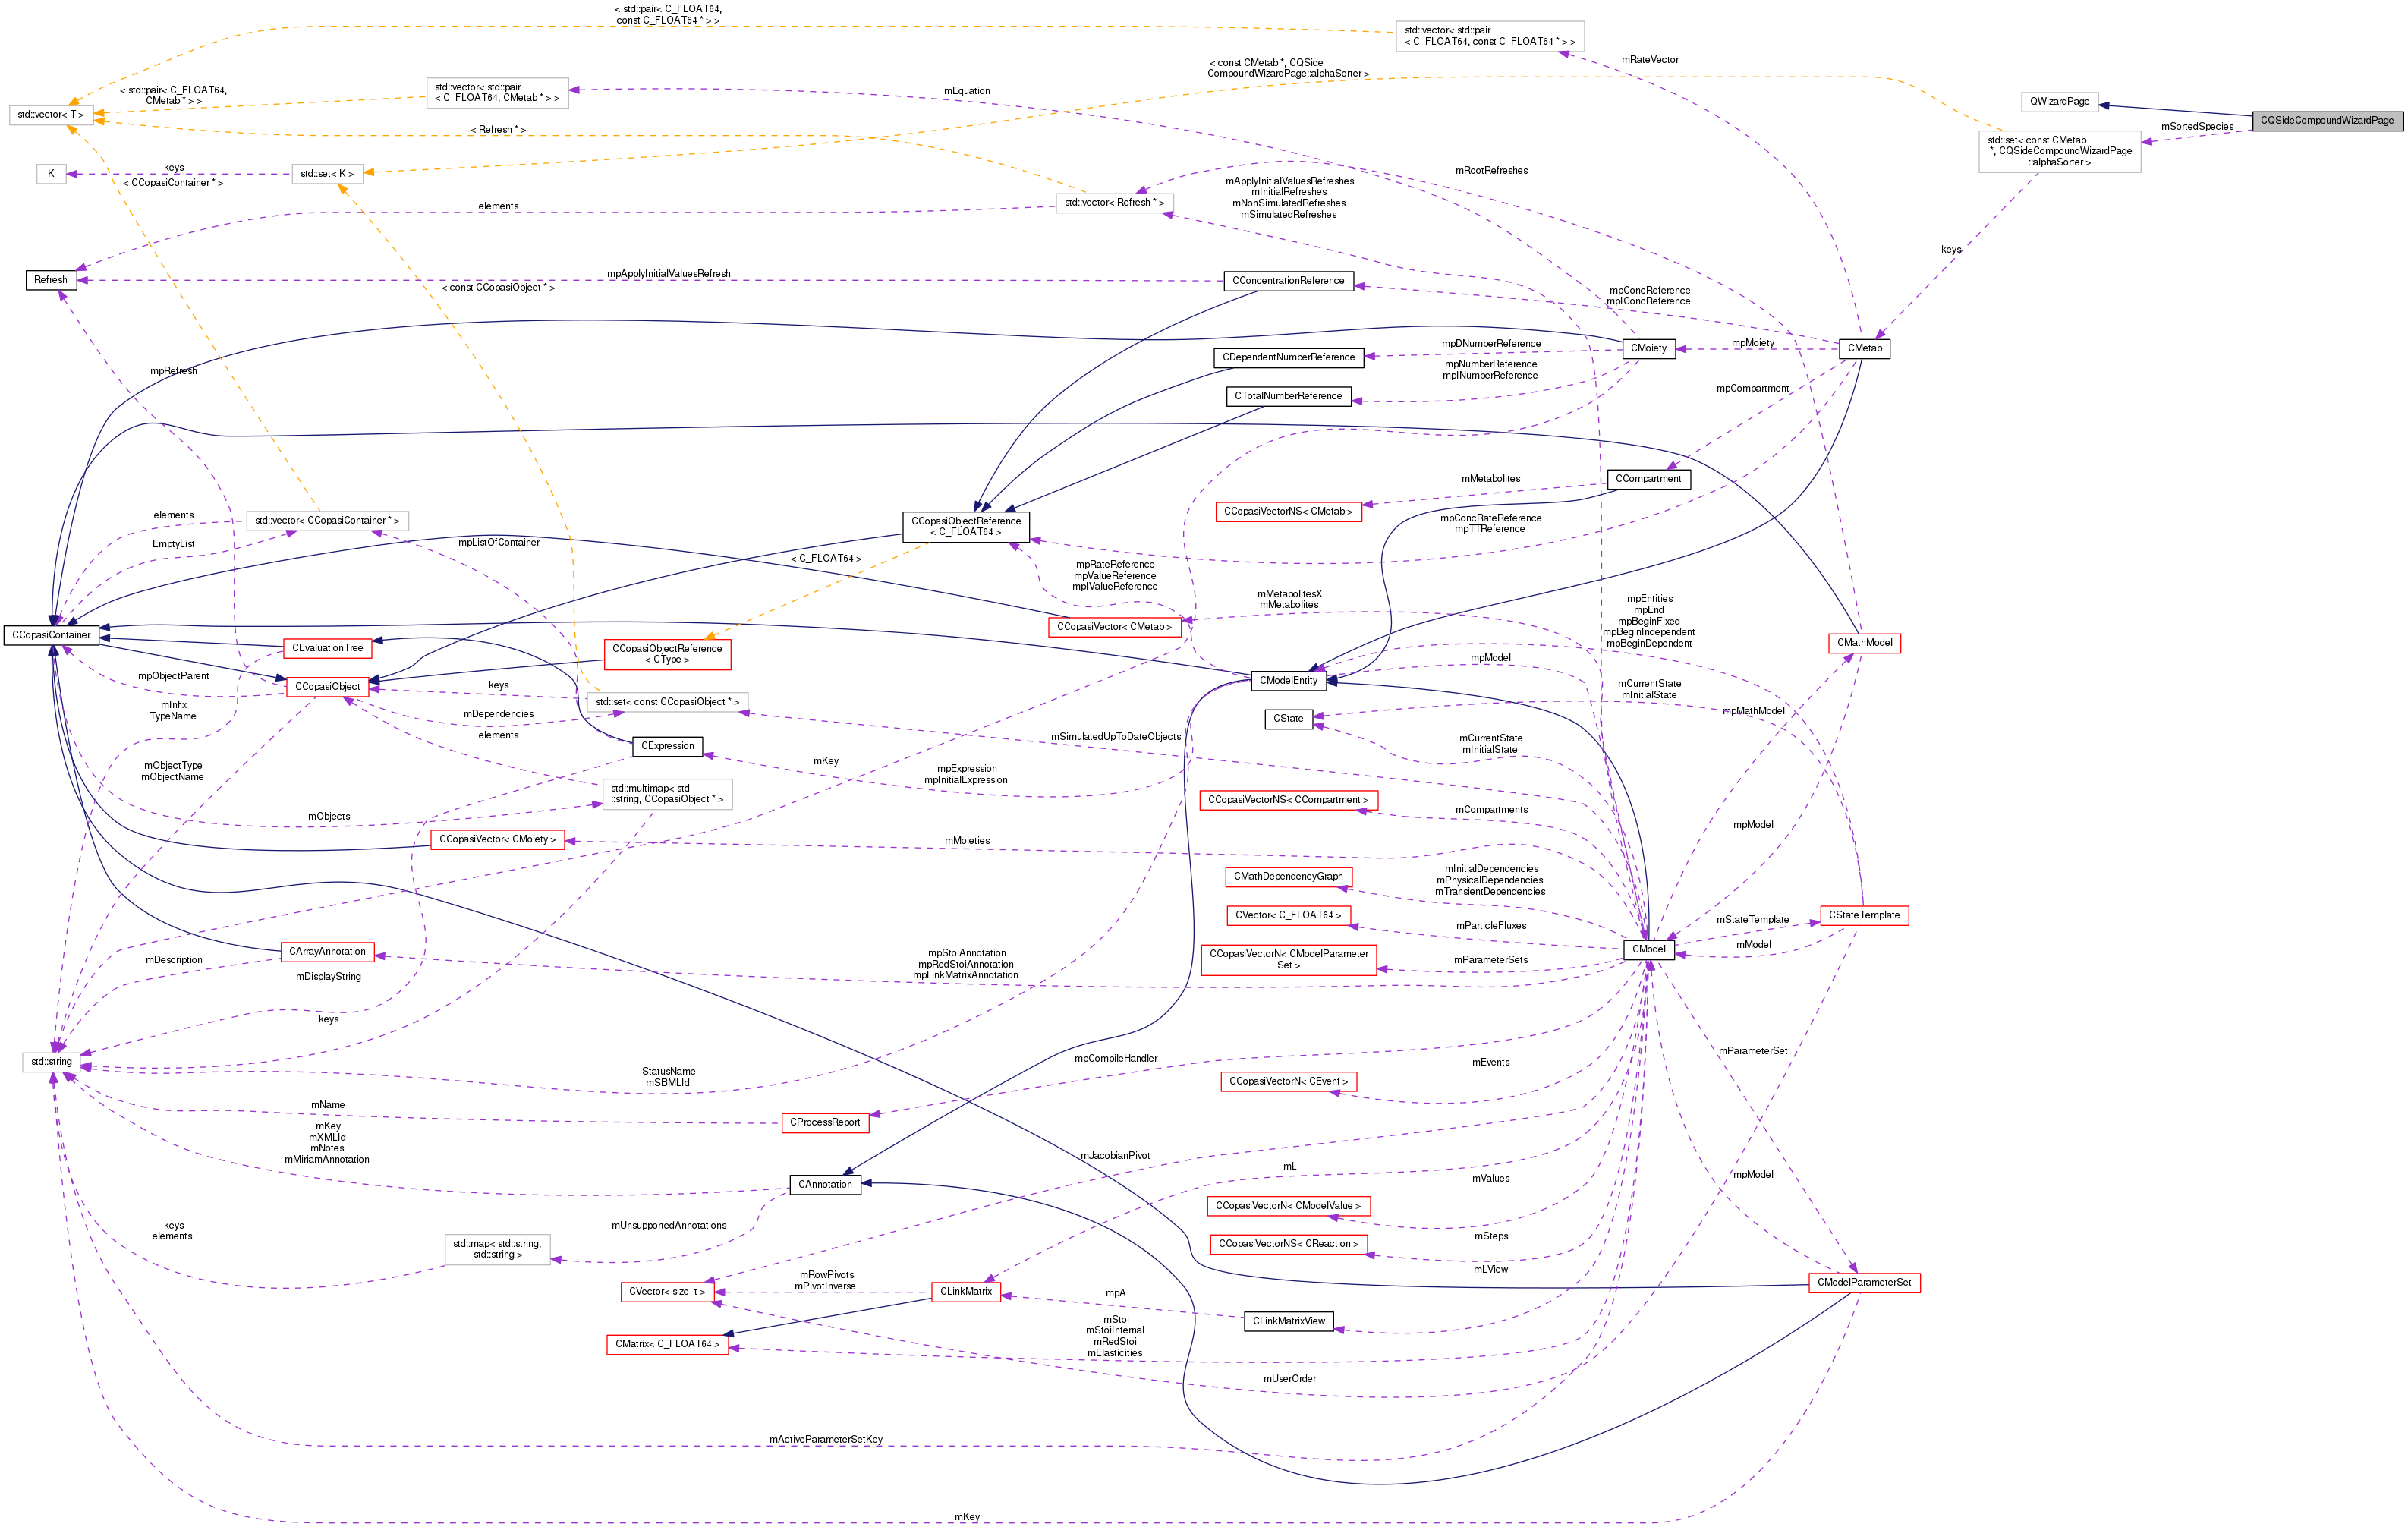 < std::pair< C_FLOAT64,
const C_FLOAT64 * > >
std::vector< std::pair
< C_FLOAT64, const C_FLOAT64 * > >
mRateVector
< const CMetab *, CQSide
CompoundWizardPage::alphaSorter >
< std::pair< C_FLOAT64,
CMetab * > >
std::vector< std::pair
< C_FLOAT64, CMetab * > >
mEquation
QWizardPage
std::vector< T >
CQSideCompoundWizardPage
mSortedSpecies
< Refresh * >
std::set< const CMetab
*, CQSideCompoundWizardPage
::alphaSorter >
K
keys
std::set< K >
< CCopasiContainer * >
mRootRefreshes
mApplyInitialValuesRefreshes
mInitialRefreshes
mNonSimulatedRefreshes
mSimulatedRefreshes
std::vector< Refresh * >
elements
keys
Refresh
mpApplyInitialValuesRefresh
CConcentrationReference
< const CCopasiObject * >
mpConcReference
mpIConcReference
mpRefresh
CDependentNumberReference
mpDNumberReference
CMoiety
mpMoiety
CMetab
mpNumberReference
mpINumberReference
CTotalNumberReference
mpCompartment
CCompartment
mMetabolites
CCopasiVectorNS< CMetab >
elements
std::vector< CCopasiContainer * >
CCopasiObjectReference
< C_FLOAT64 >
mpConcRateReference
mpTTReference
EmptyList
mpListOfContainer
< C_FLOAT64 >
mpRateReference
mpValueReference
mpIValueReference
mMetabolitesX
mMetabolites
mpEntities
mpEnd
mpBeginFixed
mpBeginIndependent
mpBeginDependent
CCopasiContainer
CEvaluationTree
CCopasiVector< CMetab >
CCopasiObjectReference
< CType >
CMathModel
mpObjectParent
CCopasiObject
keys
mpModel
CModelEntity
mInfix
TypeName
mDependencies
std::set< const CCopasiObject * >
mCurrentState
mInitialState
CState
mpMathModel
elements
CExpression
mSimulatedUpToDateObjects
mCurrentState
mInitialState
mObjectType
mObjectName
mKey
mpExpression
mpInitialExpression
std::multimap< std
::string, CCopasiObject * >
mObjects
CCopasiVectorNS< CCompartment >
mCompartments
mpModel
CCopasiVector< CMoiety >
mMoieties
CMathDependencyGraph
mInitialDependencies
mPhysicalDependencies
mTransientDependencies
CVector< C_FLOAT64 >
mParticleFluxes
mStateTemplate
CStateTemplate
mModel
CModel
CArrayAnnotation
mDescription
mDisplayString
mpStoiAnnotation
mpRedStoiAnnotation
mpLinkMatrixAnnotation
CCopasiVectorN< CModelParameter
Set >
mParameterSets
keys
std::string
StatusName
mSBMLId
mpCompileHandler
mEvents
mParameterSet
CCopasiVectorN< CEvent >
mName
CProcessReport
mKey
mXMLId
mNotes
mMiriamAnnotation
mJacobianPivot
mL
mpModel
CAnnotation
mValues
CCopasiVectorN< CModelValue >
mUnsupportedAnnotations
keys
elements
std::map< std::string,
std::string >
CCopasiVectorNS< CReaction >
mSteps
mLView
mRowPivots
mPivotInverse
CVector< size_t >
CLinkMatrix
mpA
CModelParameterSet
CLinkMatrixView
CMatrix< C_FLOAT64 >
mStoi
mStoiInternal
mRedStoi
mElasticities
mUserOrder
mActiveParameterSetKey
mKey